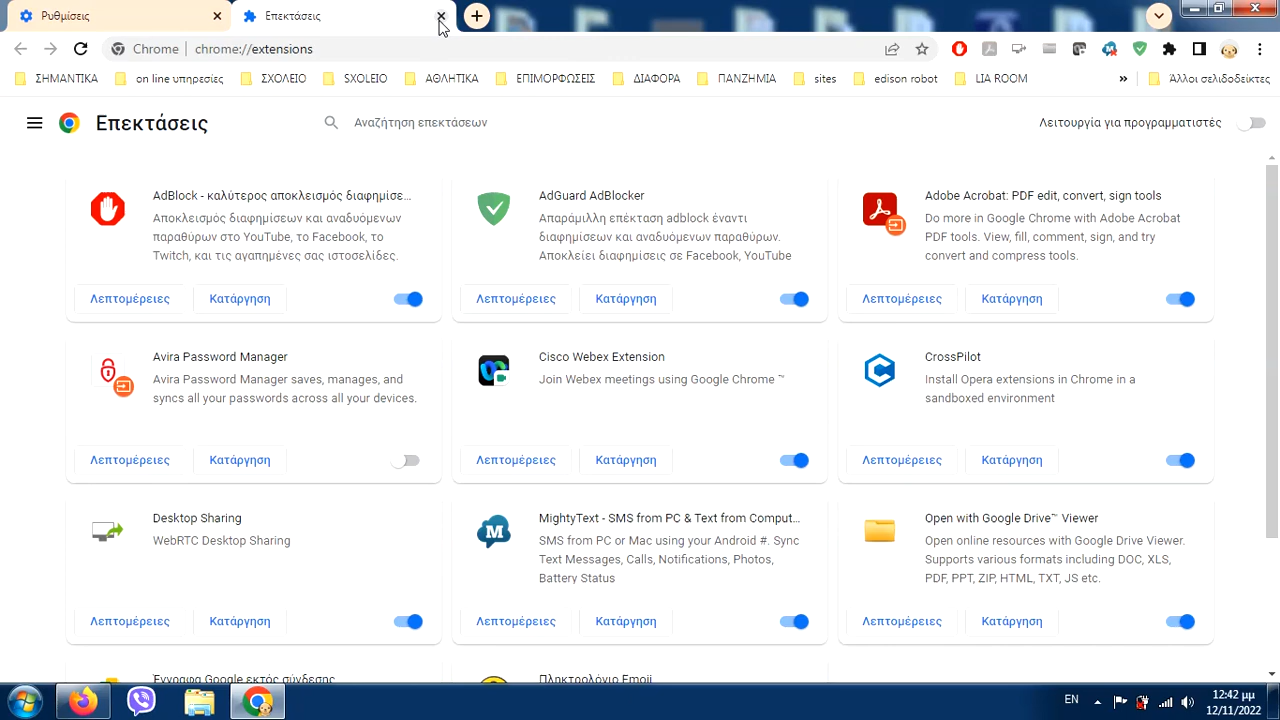 Ρυθμίσεις
Επεκτάσεις
Chrome
chrome://extensions
ΣΗΜΑΝΤΙΚΑ
on line υπηρεσίες
ΣΧΟΛΕΙΟ
SXOLEIO
ΑΘΛΗΤΙΚΑ
ΕΠΙΜΟΡΦΩΣΕΙΣ
ΔΙΑΦΟΡΑ
ΠΑΝΖΗΜΙΑ
sites
edison robot
LIA ROOM
»
Άλλοι σελιδοδείκτες
Επεκτάσεις
Αναζήτηση επεκτάσεων
Λειτουργία για προγραμματιστές
AdBlock - καλύτερος αποκλεισμός διαφημίσε...
Αποκλεισμός διαφημίσεων και αναδυόμενων
παραθύρων στο YouTube, το Facebook, το
Twitch, και τις αγαπημένες σας ιστοσελίδες.
Λεπτομέρειες
Κατάργηση
AdGuard AdBlocker
Απαράμιλλη επέκταση adblock έναντι
διαφημίσεων και αναδυόμενων παραθύρων.
Αποκλείει διαφημίσεις σε Facebook, YouTube
Λεπτομέρειες
Κατάργηση
Adobe Acrobat: PDF edit, convert, sign tools
Do more in Google Chrome with Adobe Acrobat
PDF tools. View, fill, comment, sign, and try
convert and compress tools.
Λεπτομέρειες
Κατάργηση
Avira Password Manager
Avira Password Manager saves, manages, and
syncs all your passwords across all your devices.
Λεπτομέρειες
Κατάργηση
Cisco Webex Extension
Join Webex meetings using Google Chrome ™
Λεπτομέρειες
Κατάργηση
CrossPilot
Install Opera extensions in Chrome in a
sandboxed environment
Λεπτομέρειες
Κατάργηση
Desktop Sharing
WebRTC Desktop Sharing
Λεπτομέρειες
Κατάργηση
MightyText - SMS from PC & Text from Comput...
SMS from PC or Mac using your Android #. Sync
Text Messages, Calls, Notifications, Photos,
Battery Status
Λεπτομέρειες
Κατάργηση
Open with Google Drive™ Viewer
Open online resources with Google Drive Viewer.
Supports various formats including DOC, XLS,
PDF, PPT, ZIP, HTML, TXT, JS etc.
Λεπτομέρειες
Κατάργηση
Έγγραφα Google εκτός σύνδεσης
Πληκτρολόγιο Emoji
EN
12:42 μμ
12/11/2022